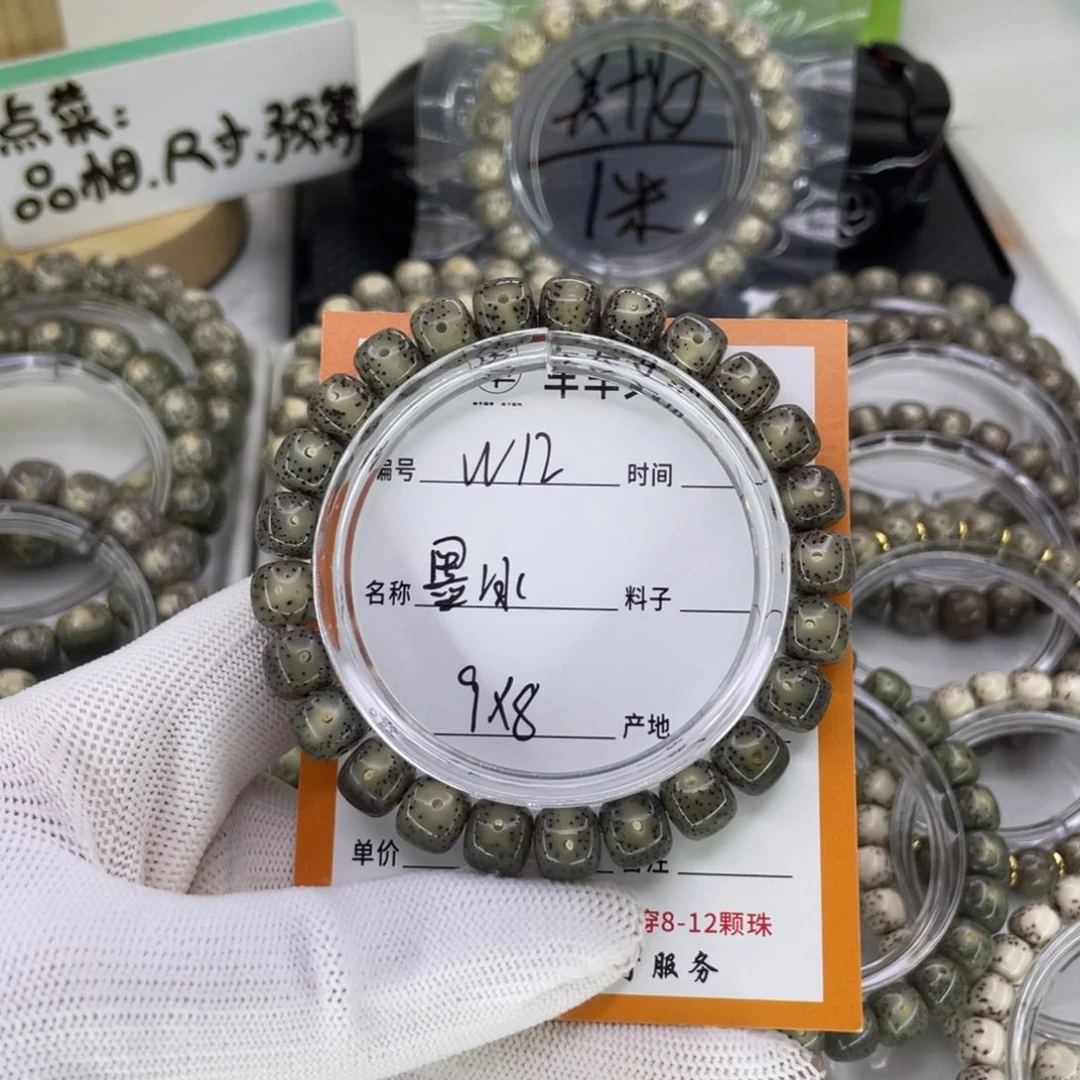 点菜:
品相.尺寸.预算
1米
编号 W12 时间
名称 墨冰 料子
9X8 产地
单价
穿8-12颗珠
服务